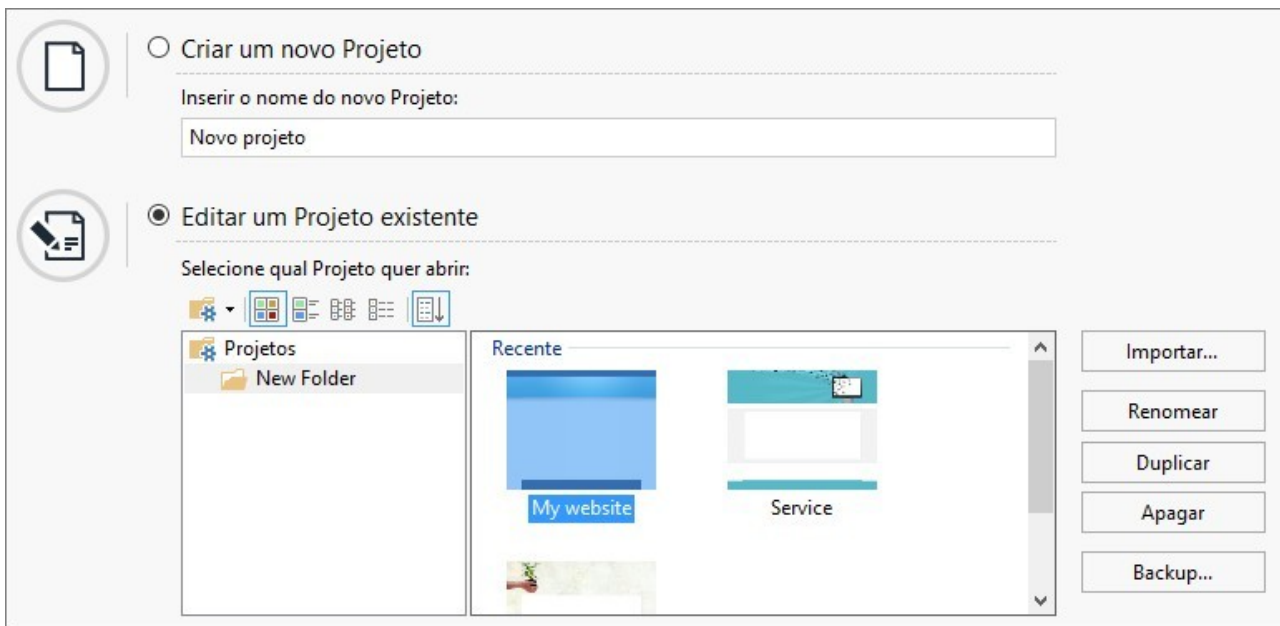 Criar um novo Projeto
Inserir o nome do novo Projeto:
Novo projeto
Editar um Projeto existente
Selecione qual Projeto quer abrir:
Projetos
New Folder
Recente
My website
Service
Importar...
Renomear
Duplicar
Apagar
Backup...